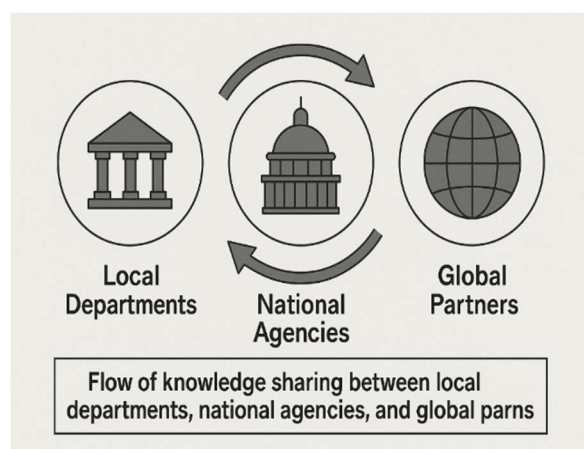 Local
Departments
National
Agencies
Global
Partners
Flow of knowledge sharing between local
departments, national agencies, and global parns